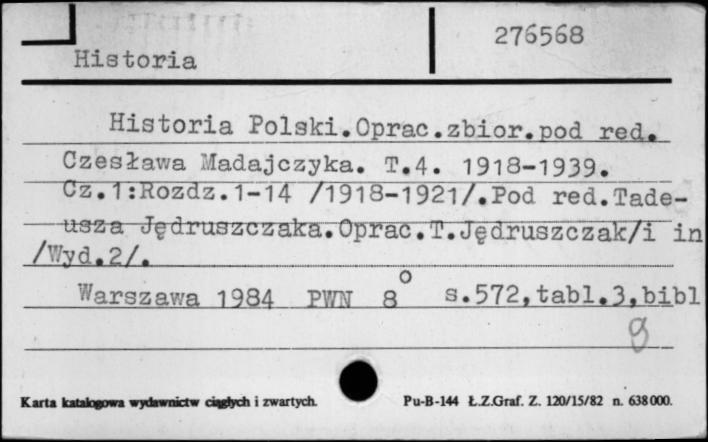 276568
Historia
Historia Polski.Oprac.zbior.pod red.
Czesława Madajczyka. T.4. 1918-1939.
Cz.1:Rozdz.1-14 /1918-1921/.Pod red.Tade-
usza Jędruszczaka.Oprac.T.Jędruszczak/i in
/Wyd.2/.
Warszawa 1984 PWN 8° s.572,tabl.3,bibl
9
Karta katalogowa wydawnictw ciągłych i zwartych. Pu-B-144 Ł.Z.Graf. Z. 120/15/82 n. 638000.